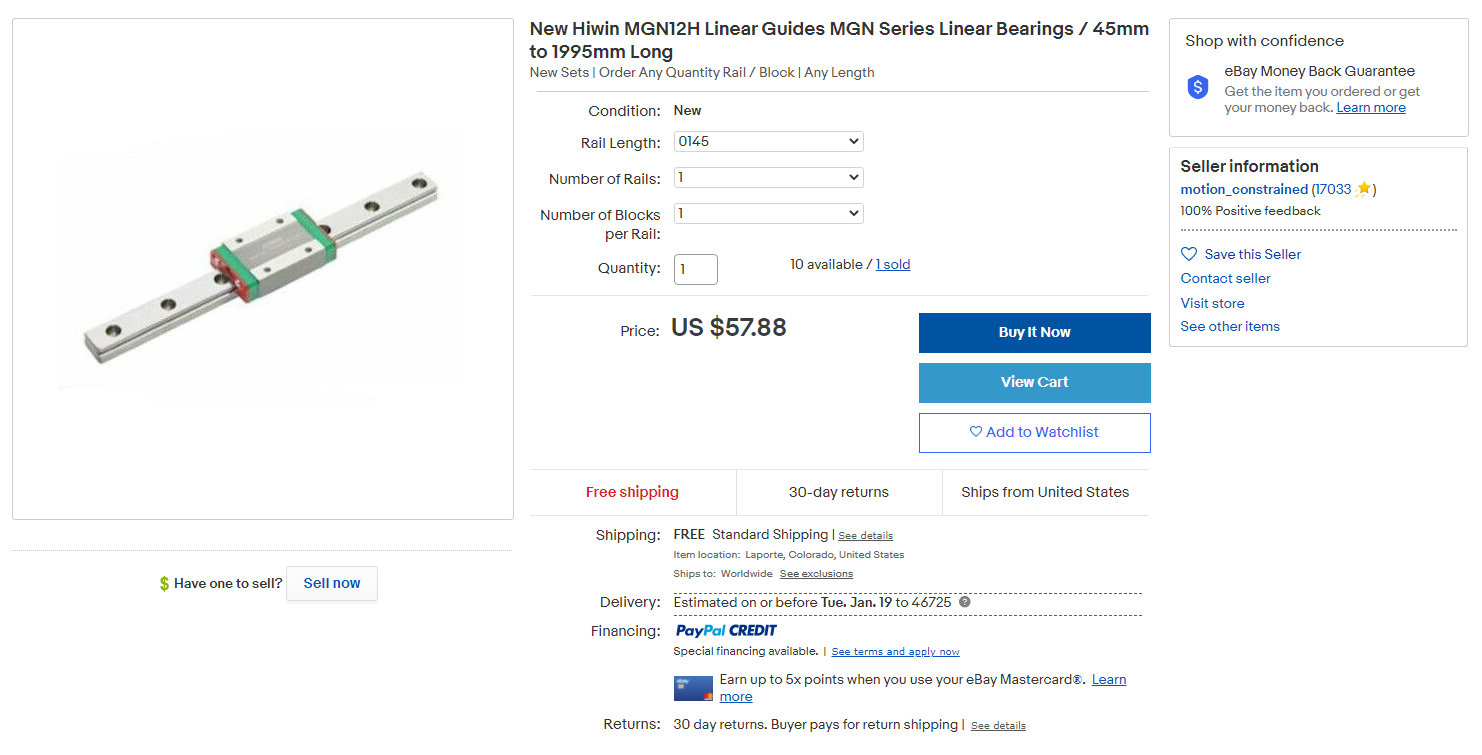 New Hiwin MGN12H Linear Guides MGN Series Linear Bearings / 45mm
to 1995mm Long
New Sets | Order Any Quantity Rail / Block | Any Length
Condition: New
Rail Length: 0145
Number of Rails: 1
Number of Blocks
per Rail: 1
Quantity: 1
10 available / 1 sold
Price: US $57.88
Buy It Now
View Cart
Add to Watchlist
Free shipping
30-day returns
Ships from United States
Shipping: FREE Standard Shipping | See details
Item location: Laporte, Colorado, United States
Ships to: Worldwide See exclusions
Delivery: Estimated on or before Tue. Jan. 19 to 46725
Financing: PayPal CREDIT
Special financing available. | See terms and apply now
Earn up to 5x points when you use your eBay Mastercard®. Learn
more
Returns: 30 day returns. Buyer pays for return shipping | See details
$ Have one to sell? Sell now
Shop with confidence
eBay Money Back Guarantee
Get the item you ordered or get
your money back. Learn more
Seller information
motion_constrained (17033)
100% Positive feedback
Save this Seller
Contact seller
Visit store
See other items